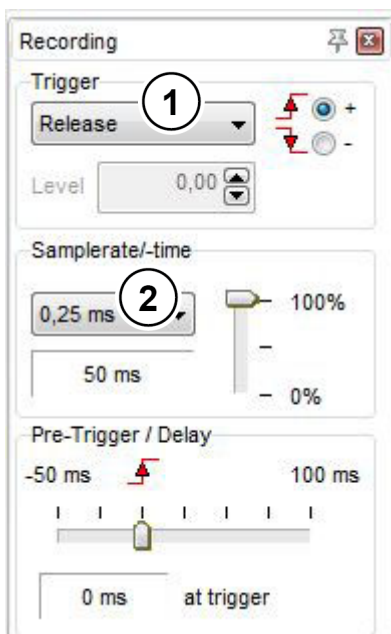 Recording
Trigger
1
Release
+
-
Level 0,00
Samplerate/-time
2
0,25 ms
100%
50 ms
0%
Pre-Trigger / Delay
-50 ms 100 ms
0 ms at trigger